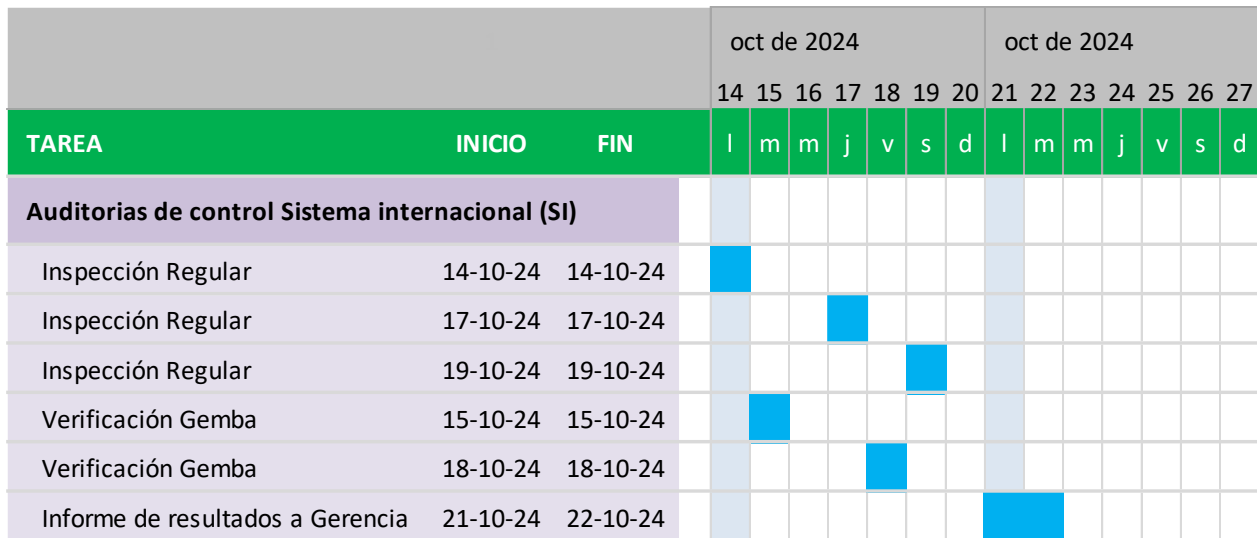 oct de 2024 oct de 2024
14 15 16 17 18 19 20 21 22 23 24 25 26 27
TAREA INICIO FIN l m m j v s d l m m j v s d
Auditorias de control Sistema internacional (SI)
Inspección Regular 14-10-24 14-10-24
Inspección Regular 17-10-24 17-10-24
Inspección Regular 19-10-24 19-10-24
Verificación Gemba 15-10-24 15-10-24
Verificación Gemba 18-10-24 18-10-24
Informe de resultados a Gerencia 21-10-24 22-10-24